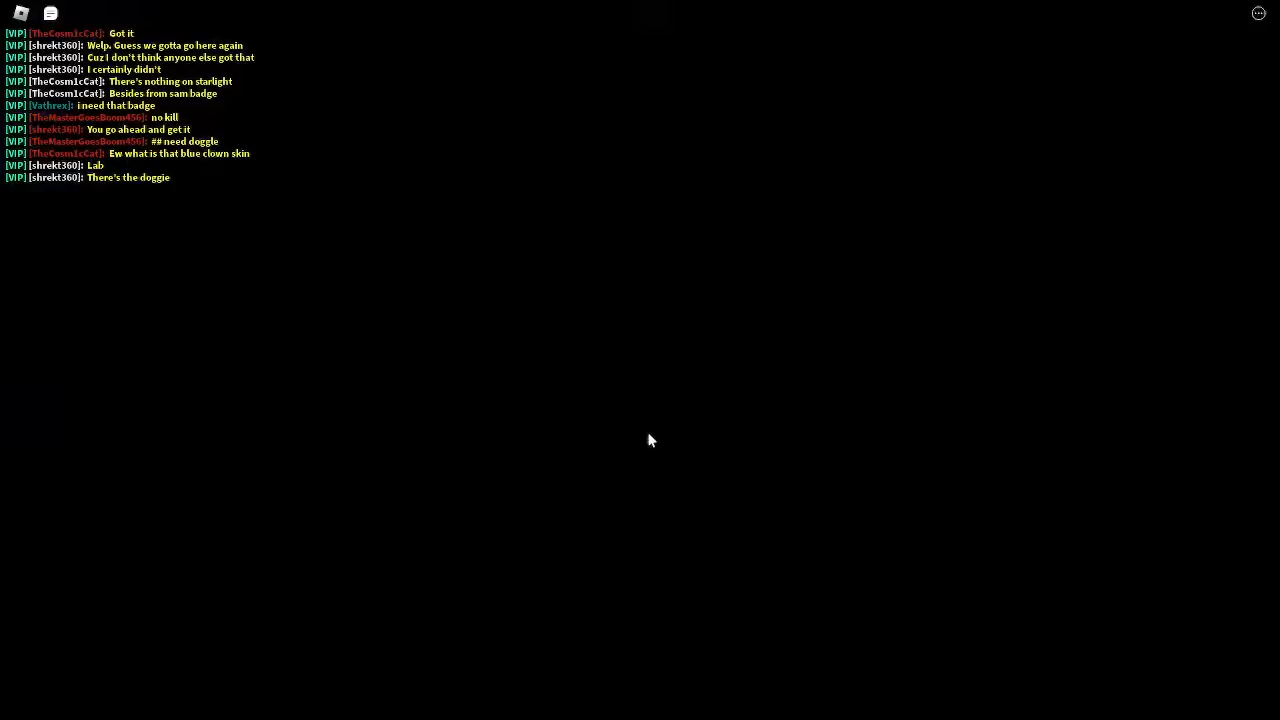 [VIP] [TheCosm1cCat]: Got it
[VIP] [shrekt360]: Welp. Guess we gotta go here again
[VIP] [shrekt360]: Cuz I don't think anyone else got that
[VIP] [shrekt360]: I certainly didn't
[VIP] [TheCosm1cCat]: There's nothing on starlight
[VIP] [TheCosm1cCat]: Besides from sam badge
[VIP] [Vathrex]: i need that badge
[VIP] [TheMasterGoesBoom456]: no kill
[VIP] [shrekt360]: You go ahead and get it
[VIP] [TheMasterGoesBoom456]: ## need doggle
[VIP] [TheCosm1cCat]: Ew what is that blue clown skin
[VIP] [shrekt360]: Lab
[VIP] [shrekt360]: There's the doggie